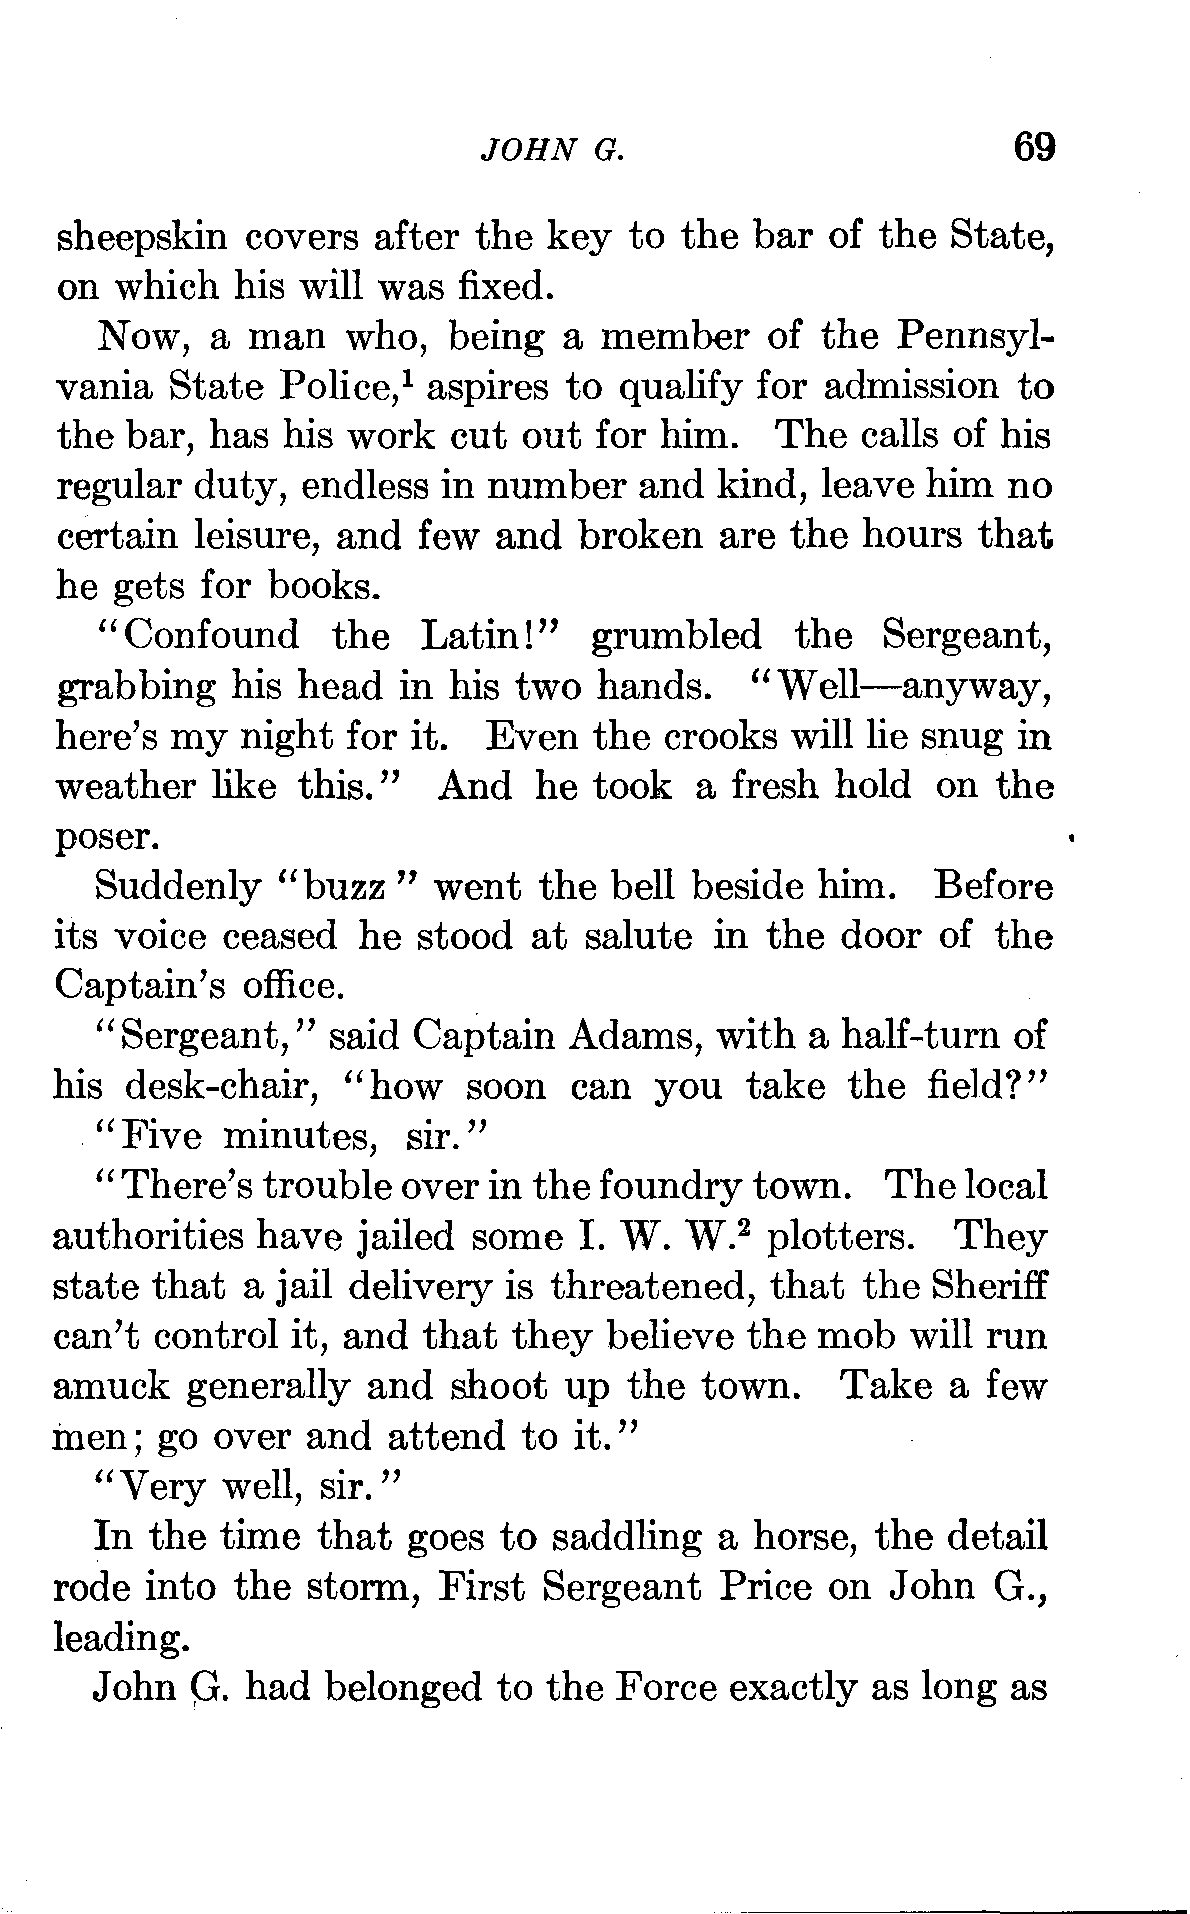 JOHN G. 69
sheepskin covers after the key to the bar of the State,
on which his will was fixed.
Now, a man who, being a member of the Pennsyl-
vania State Police,¹ aspires to qualify for admission to
the bar, has his work cut out for him. The calls of his
regular duty, endless in number and kind, leave him no
certain leisure, and few and broken are the hours that
he gets for books.
"Confound the Latin!" grumbled the Sergeant,
grabbing his head in his two hands. "Well—anyway,
here's my night for it. Even the crooks will lie snug in
weather like this." And he took a fresh hold on the
poser.
Suddenly "buzz" went the bell beside him. Before
its voice ceased he stood at salute in the door of the
Captain's office.
"Sergeant," said Captain Adams, with a half-turn of
his desk-chair, "how soon can you take the field?"
"Five minutes, sir."
"There's trouble over in the foundry town. The local
authorities have jailed some I. W. W.² plotters. They
state that a jail delivery is threatened, that the Sheriff
can't control it, and that they believe the mob will run
amuck generally and shoot up the town. Take a few
men; go over and attend to it."
"Very well, sir."
In the time that goes to saddling a horse, the detail
rode into the storm, First Sergeant Price on John G.,
leading.
John G. had belonged to the Force exactly as long as